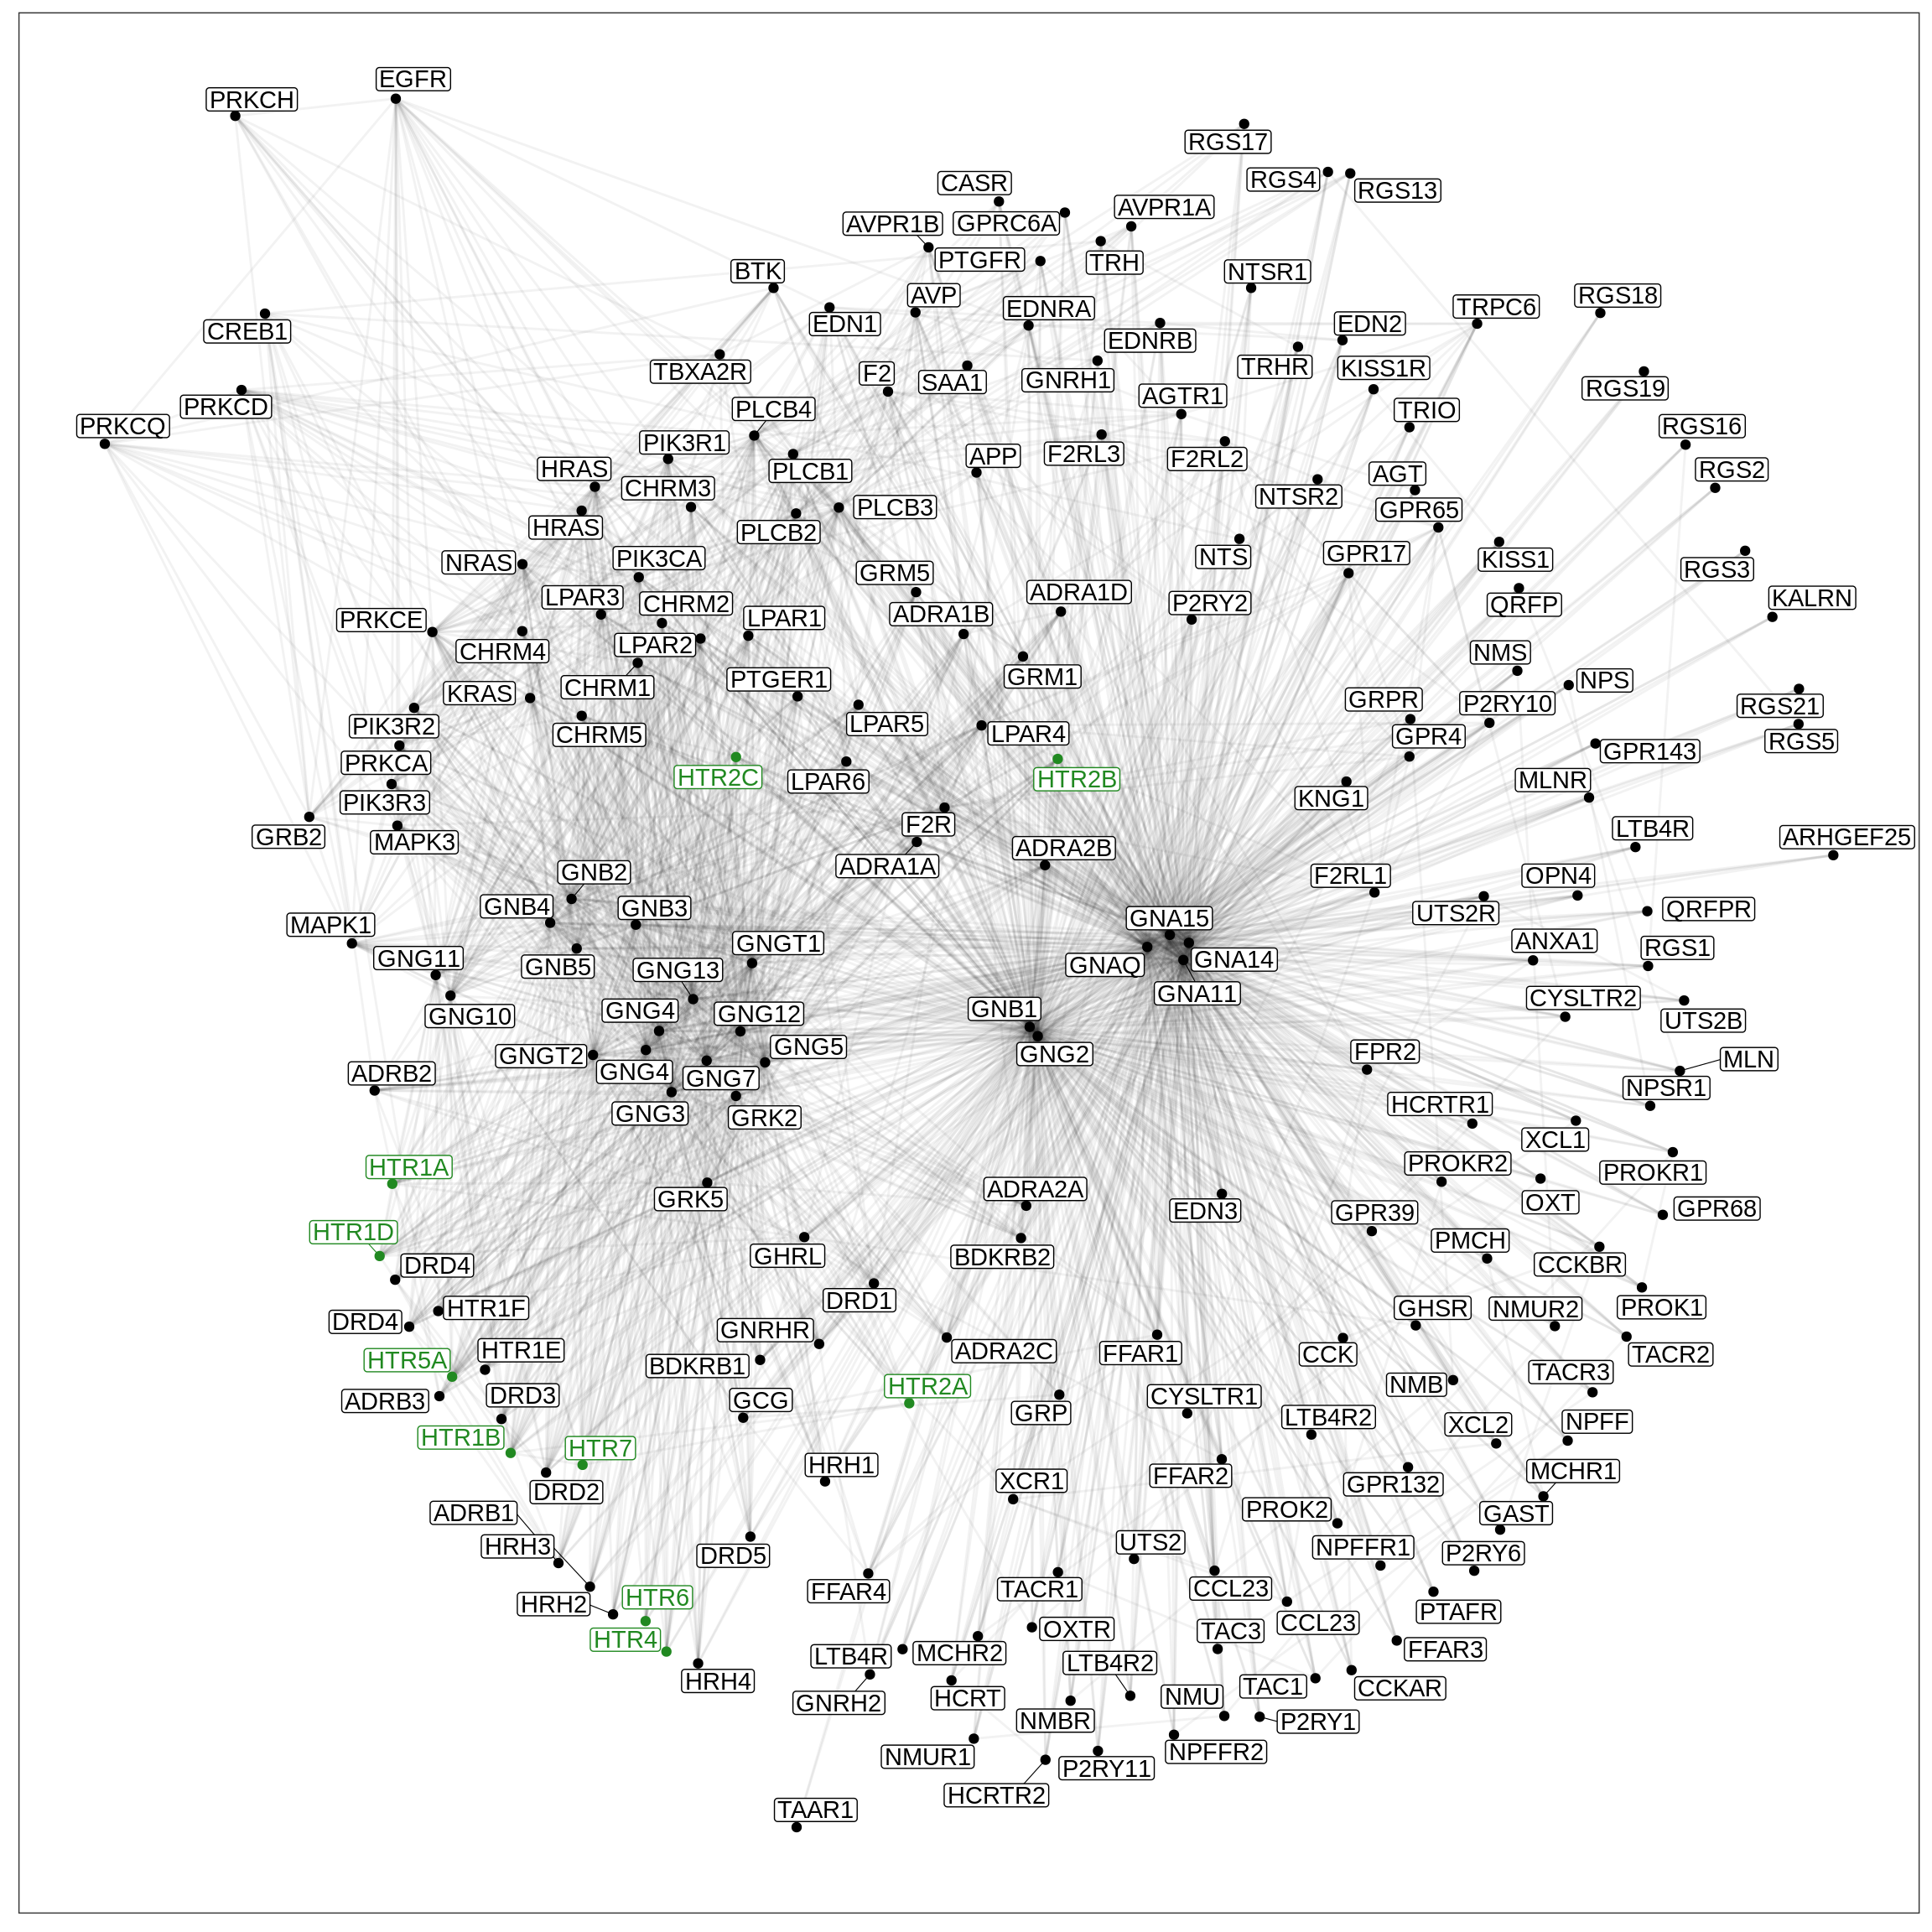 EGFR
PRKCH
RGS17
RGS4
RGS13
CASR
AVPR1B
GPRC6A
AVPR1A
PTGFR
TRH
BTK
NTSR1
AVP
EDNRA
TRPC6
RGS18
CREB1
EDN1
EDNRB
EDN2
TBXA2R
F2
SAA1
GNRH1
TRHR
KISS1R
RGS19
PRKCD
PLCB4
AGTR1
TRIO
PRKCQ
RGS16
PIK3R1
HRAS
PLCB1
APP
F2RL3
F2RL2
RGS2
CHRM3
AGT
NTSR2
PLCB3
GPR65
HRAS
PLCB2
NRAS
PIK3CA
NTS
GPR17
KISS1
RGS3
GRM5
LPAR3
CHRM2
ADRA1D
P2RY2
QRFP
KALRN
PRKCE
LPAR1
ADRA1B
CHRM4
LPAR2
NMS
KRAS
CHRM1
PTGER1
GRM1
NPS
GRPR
P2RY10
RGS21
PIK3R2
CHRM5
LPAR5
LPAR4
GPR4
RGS5
PRKCA
GPR143
HTR2C
LPAR6
HTR2B
MLNR
PIK3R3
KNG1
GRB2
MAPK3
F2R
LTB4R
ARHGEF25
ADRA1A
ADRA2B
GNB2
F2RL1
OPN4
GNB4
GNB3
UTS2R
QRFPR
MAPK1
GNA15
GNGT1
ANXA1
RGS1
GNG11
GNB5
GNG13
GNAQ
GNA14
GNA11
CYSLTR2
GNG10
GNG4
GNG12
GNB1
UTS2B
GNGT2
GNG5
GNG2
FPR2
MLN
ADRB2
GNG4
GNG7
NPSR1
GNG3
GRK2
HCRTR1
XCL1
HTR1A
PROKR2
PROKR1
GRK5
ADRA2A
EDN3
OXT
GPR68
HTR1D
GPR39
GHRL
BDKRB2
PMCH
DRD4
CCKBR
DRD1
HTR1F
DRD4
GHSR
NMUR2
PROK1
GNRHR
HTR1E
HTR5A
BDKRB1
ADRA2C
FFAR1
CCK
TACR2
TACR3
ADRB3
DRD3
GCG
HTR2A
NMB
CYSLTR1
GRP
LTB4R2
XCL2
NPFF
HTR1B
HTR7
HRH1
XCR1
FFAR2
GPR132
MCHR1
DRD2
ADRB1
PROK2
GAST
HRH3
DRD5
UTS2
NPFFR1
P2RY6
FFAR4
TACR1
CCL23
HTR6
HRH2
PTAFR
CCL23
HTR4
OXTR
TAC3
FFAR3
LTB4R
MCHR2
LTB4R2
HRH4
GNRH2
HCRT
NMU
TAC1
CCKAR
NMBR
P2RY1
NMUR1
NPFFR2
P2RY11
HCRTR2
TAAR1